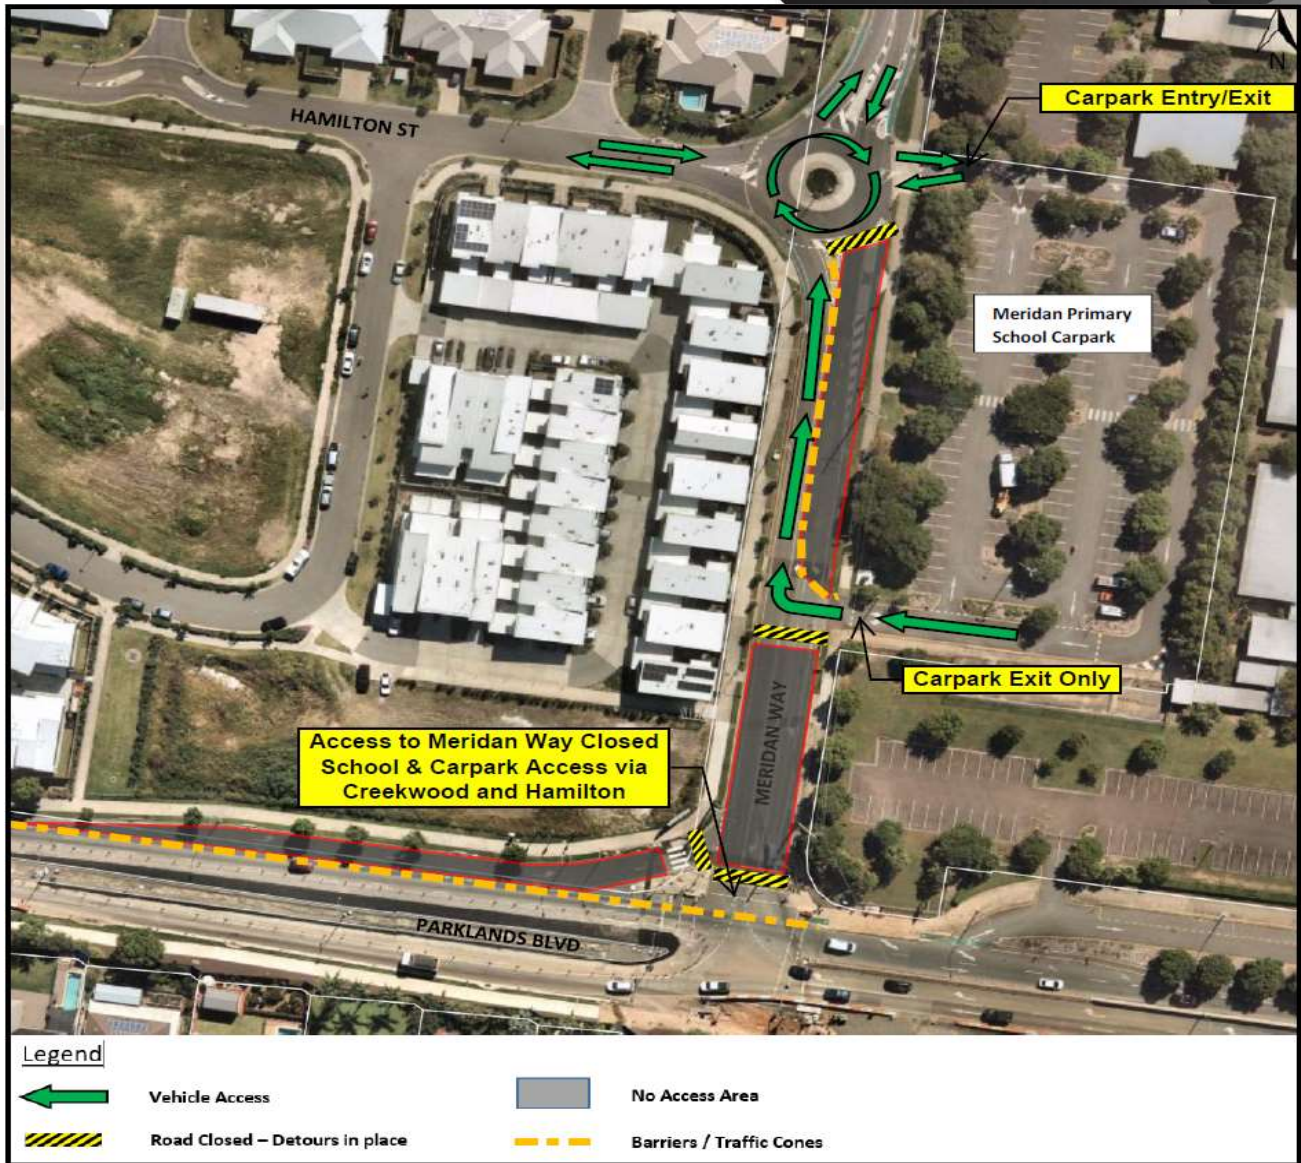 N
Carpark Entry/Exit
HAMILTON ST
Meridan Primary
School Carpark
Carpark Exit Only
MERIDAN WAY
Access to Meridan Way Closed
School & Carpark Access via
Creekwood and Hamilton
PARKLANDS BLVD
Legend
Vehicle Access
No Access Area
Road Closed – Detours in place
Barriers / Traffic Cones